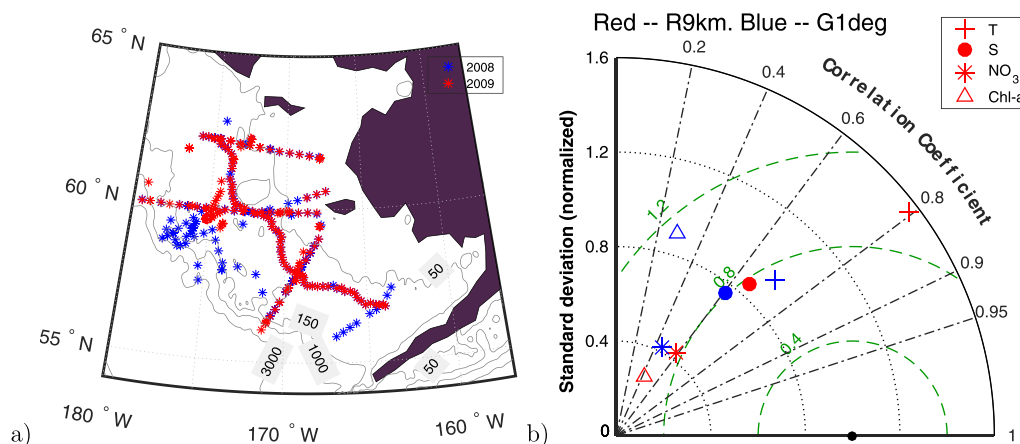 65 °N
60 °N
55 °N
180 °W
170 °W
160 °W
2008
2009
50
150
3000
1000
50
a)
Red -- R9km. Blue -- G1deg
T
S
NO3
Chl-a
Correlation Coefficient
Standard deviation (normalized)
1.6
1.2
0.8
0.4
0
0
0.2
0.4
0.6
0.8
0.9
0.95
1
1.2
0.8
0.4
b)